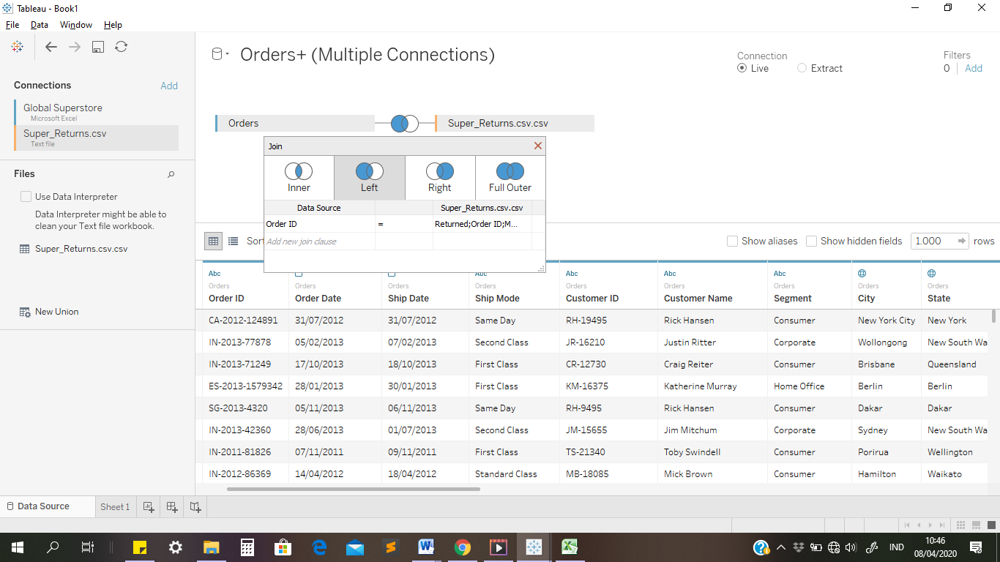 Tableau - Book1
File Data Window Help
Connections Add
Global Superstore
Microsoft Excel
Super_Returns.csv
Text file
Files
Use Data Interpreter
Data Interpreter might be able to
clean your Text file workbook.
Super_Returns.csv.csv
New Union
Orders+ (Multiple Connections)
Connection
Live Extract
Filters
0 Add
Orders Super_Returns.csv.csv
Join
Inner Left Right Full Outer
Data Source Super_Returns.csv.csv
Order ID = Returned;Order ID;M...
Add new join clause
Show aliases Show hidden fields 1.000 rows
Abc Abc Abc Abc Abc
Orders Orders Orders Orders Orders Orders Orders Orders Orders
Order ID Order Date Ship Date Ship Mode Customer ID Customer Name Segment City State
CA-2012-124891 31/07/2012 31/07/2012 Same Day RH-19495 Rick Hansen Consumer New York City New York
IN-2013-77878 05/02/2013 07/02/2013 Second Class JR-16210 Justin Ritter Corporate Wollongong New South Wa
IN-2013-71249 17/10/2013 18/10/2013 First Class CR-12730 Craig Reiter Consumer Brisbane Queensland
ES-2013-1579342 28/01/2013 30/01/2013 First Class KM-16375 Katherine Murray Home Office Berlin Berlin
SG-2013-4320 05/11/2013 06/11/2013 Same Day RH-9495 Rick Hansen Consumer Dakar Dakar
IN-2013-42360 28/06/2013 01/07/2013 Second Class JM-15655 Jim Mitchum Corporate Sydney New South Wa
IN-2011-81826 07/11/2011 09/11/2011 First Class TS-21340 Toby Swindell Consumer Porirua Wellington
IN-2012-86369 14/04/2012 18/04/2012 Standard Class MB-18085 Mick Brown Consumer Hamilton Waikato
Data Source Sheet 1
IND 10:46
08/04/2020